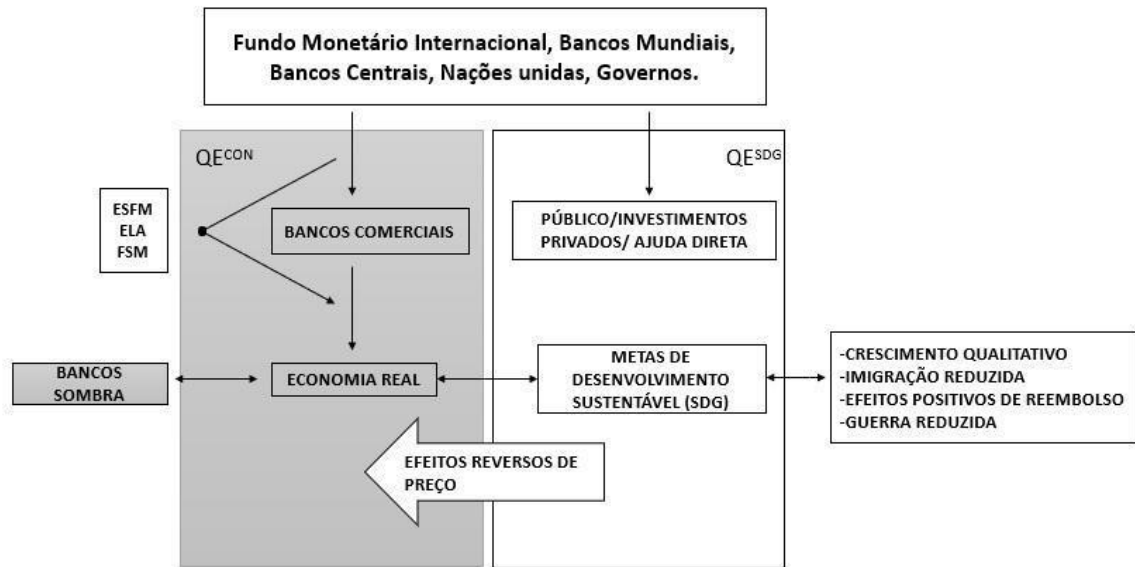 Fundo Monetário Internacional, Bancos Mundiais,
Bancos Centrais, Nações unidas, Governos.
QECON
QESDG
ESFM
ELA
FSM
BANCOS COMERCIAIS
PÚBLICO/INVESTIMENTOS
PRIVADOS/ AJUDA DIRETA
BANCOS
SOMBRA
ECONOMIA REAL
METAS DE
DESENVOLVIMENTO
SUSTENTÁVEL (SDG)
-CRESCIMENTO QUALITATIVO
-IMIGRAÇÃO REDUZIDA
-EFEITOS POSITIVOS DE REEMBOLSO
-GUERRA REDUZIDA
EFEITOS REVERSOS DE
PREÇO